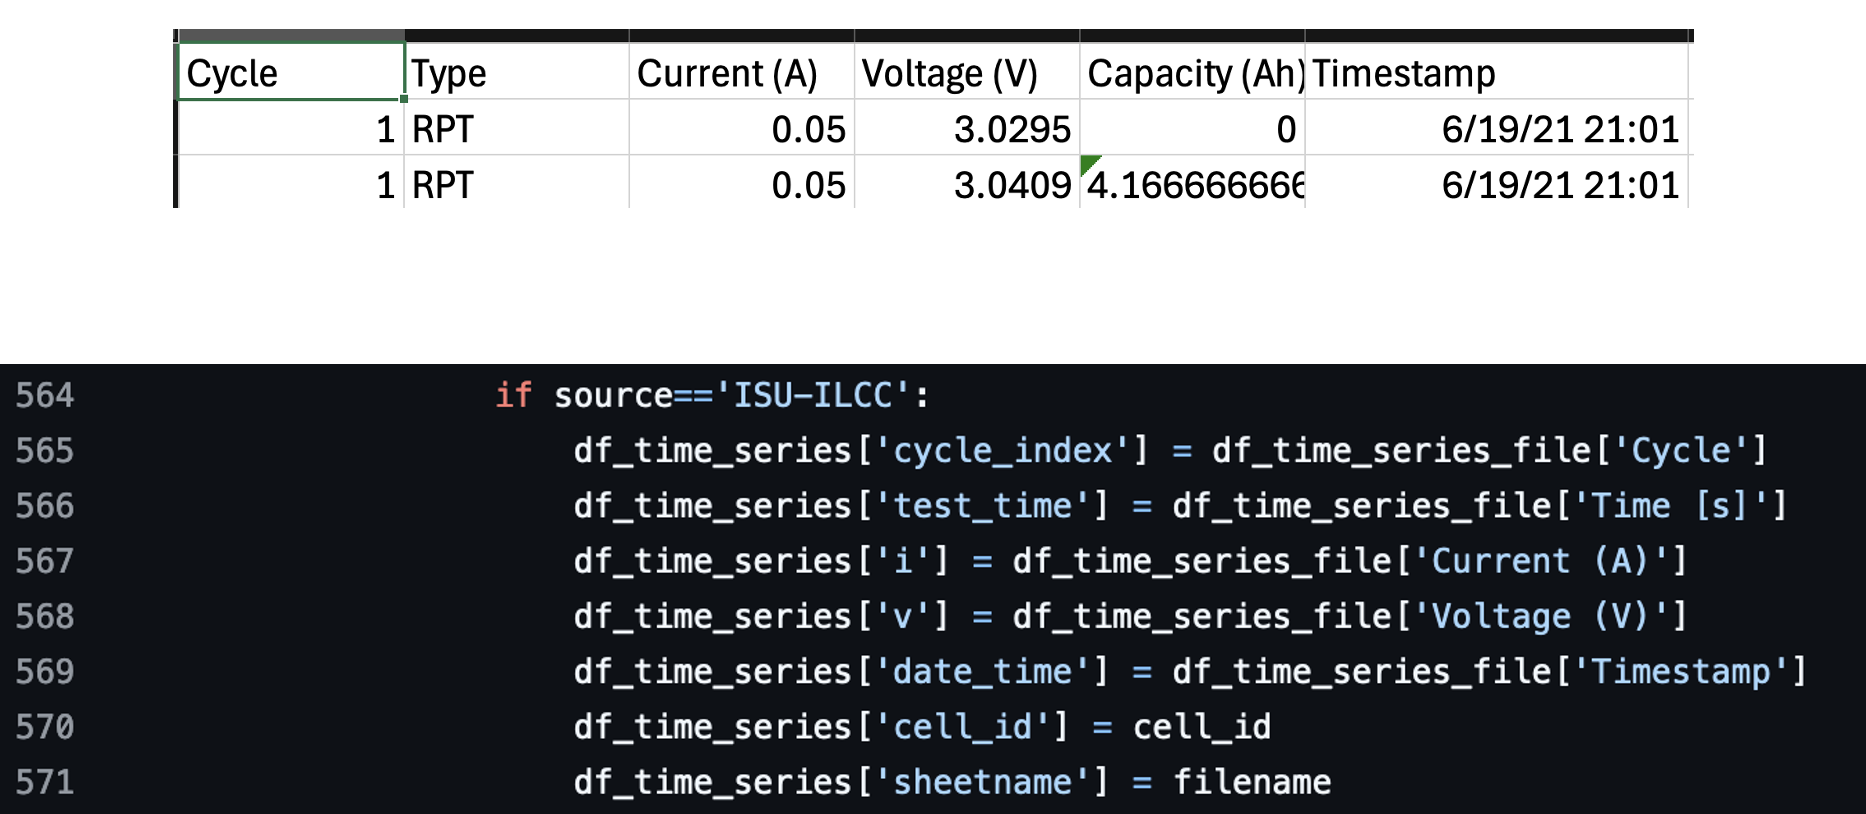 Cycle Type Current (A) Voltage (V) Capacity (Ah) Timestamp
1 RPT 0.05 3.0295 0 6/19/21 21:01
1 RPT 0.05 3.0409 4.166666666 6/19/21 21:01
564 if source=='ISU-ILCC':
565 df_time_series['cycle_index'] = df_time_series_file['Cycle']
566 df_time_series['test_time'] = df_time_series_file['Time [s]']
567 df_time_series['i'] = df_time_series_file['Current (A)']
568 df_time_series['v'] = df_time_series_file['Voltage (V)']
569 df_time_series['date_time'] = df_time_series_file['Timestamp']
570 df_time_series['cell_id'] = cell_id
571 df_time_series['sheetname'] = filename